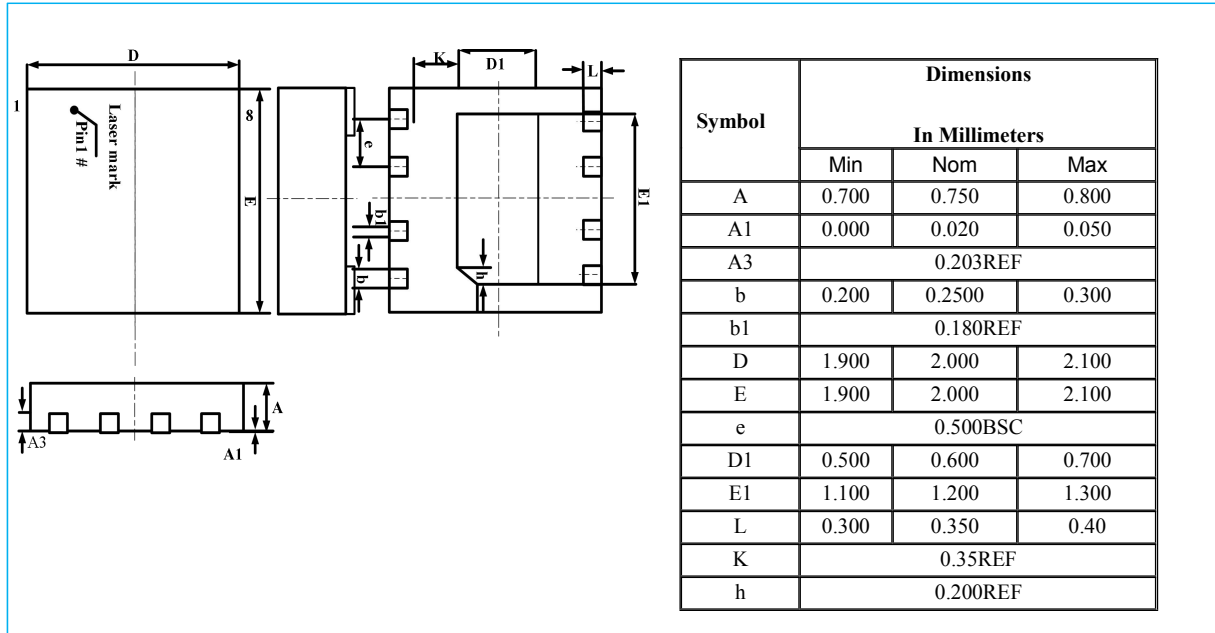 D
1
8
Laser mark
Pin1 #
E
A
A3
A1
K
D1
L
e
b1
b
h
E1
Symbol
Dimensions
In Millimeters
Min Nom Max
A 0.700 0.750 0.800
A1 0.000 0.020 0.050
A3 0.203REF
b 0.200 0.2500 0.300
b1 0.180REF
D 1.900 2.000 2.100
E 1.900 2.000 2.100
e 0.500BSC
D1 0.500 0.600 0.700
E1 1.100 1.200 1.300
L 0.300 0.350 0.40
K 0.35REF
h 0.200REF